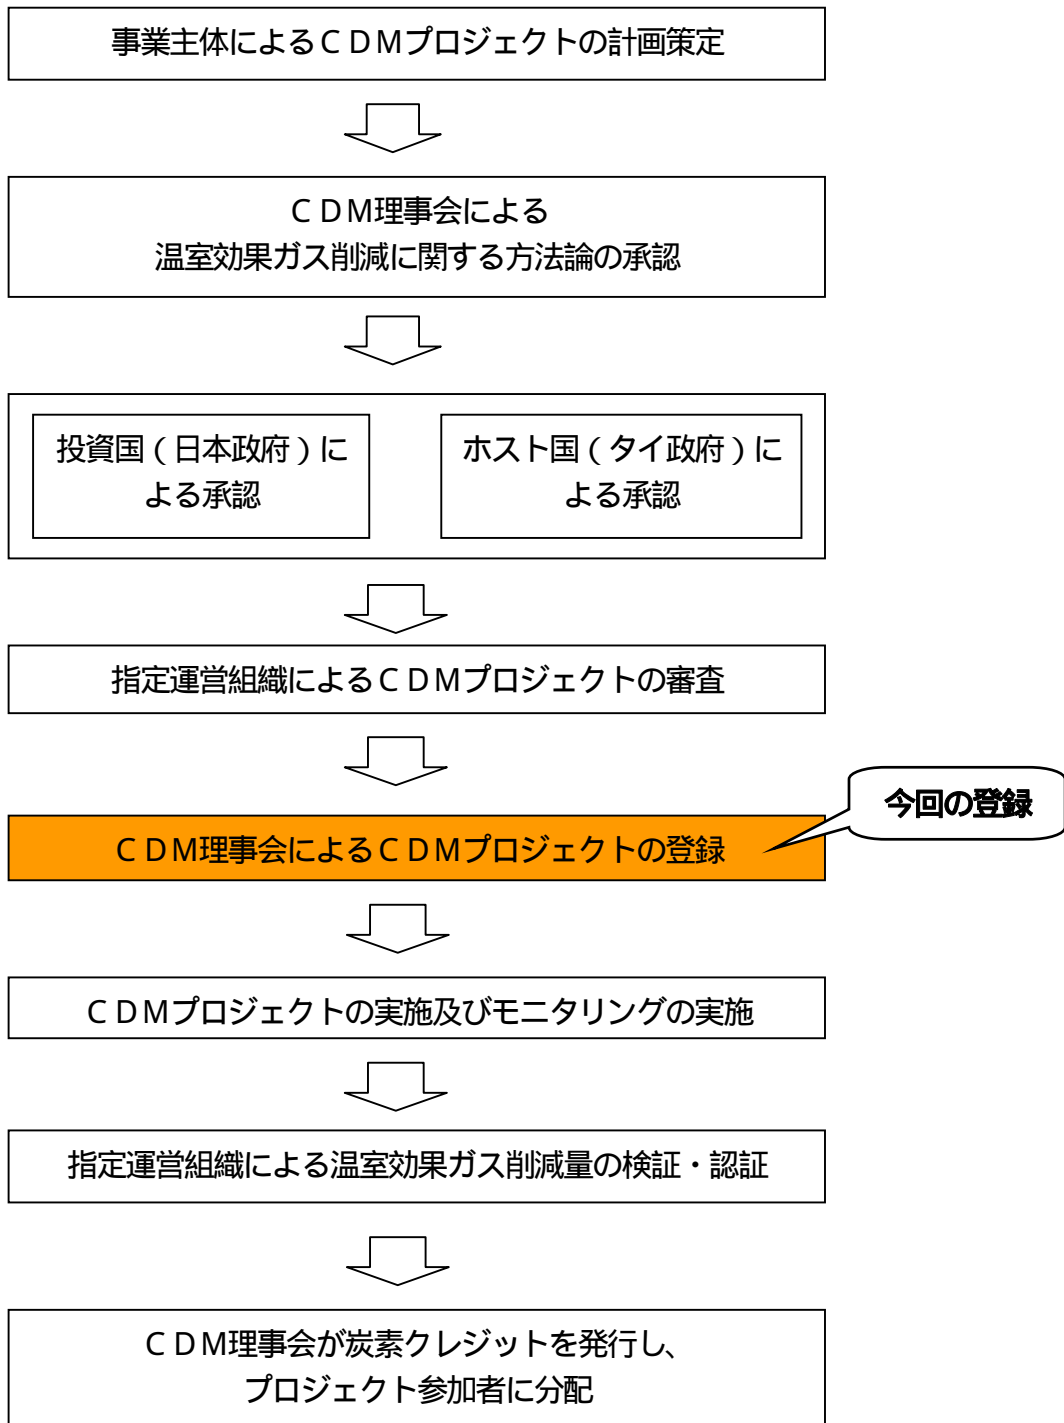 事業主体によるＣＤＭプロジェクトの計画策定
ＣＤＭ理事会による
温室効果ガス削減に関する方法論の承認
投資国（日本政府）に
よる承認
ホスト国（タイ政府）に
よる承認
指定運営組織によるＣＤＭプロジェクトの審査
ＣＤＭ理事会によるＣＤＭプロジェクトの登録
今回の登録
ＣＤＭプロジェクトの実施及びモニタリングの実施
指定運営組織による温室効果ガス削減量の検証・認証
ＣＤＭ理事会が炭素クレジットを発行し、
プロジェクト参加者に分配